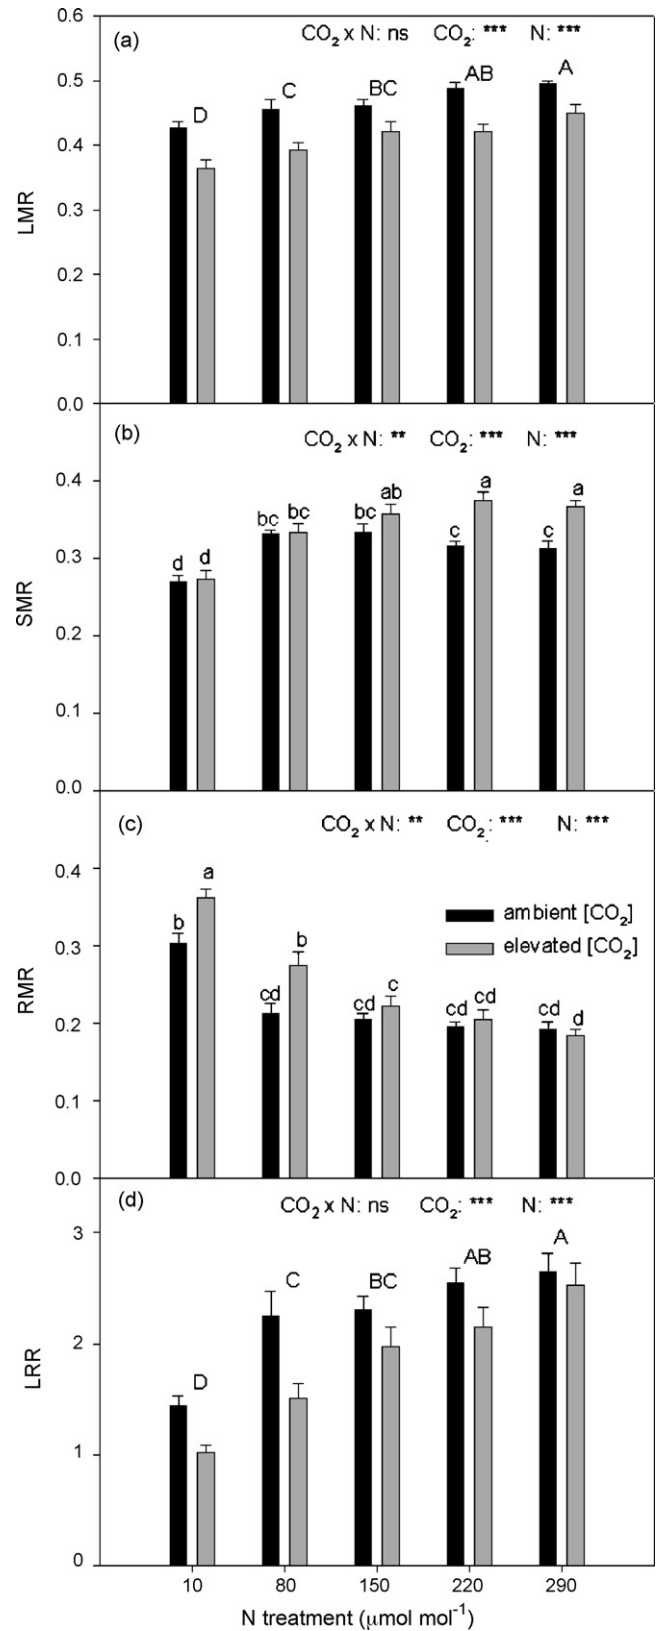 0.6
(a)
CO₂ x N: ns CO₂: *** N: ***
0.5
D C BC AB A
0.4
LMR
0.3
0.2
0.1
0.0
(b)
CO₂ x N: ** CO₂: *** N: ***
0.4
d d bc bc bc ab c a c a
0.3
SMR
0.2
0.1
0.0
(c)
CO₂ x N: ** CO₂: *** N: ***
0.4
b a cd b cd c cd cd cd d
ambient [CO₂]
elevated [CO₂]
0.3
RMR
0.2
0.1
0.0
(d)
CO₂ x N: ns CO₂: *** N: ***
3
D C BC AB A
2
LRR
1
0
10 80 150 220 290
N treatment (μmol mol⁻¹)